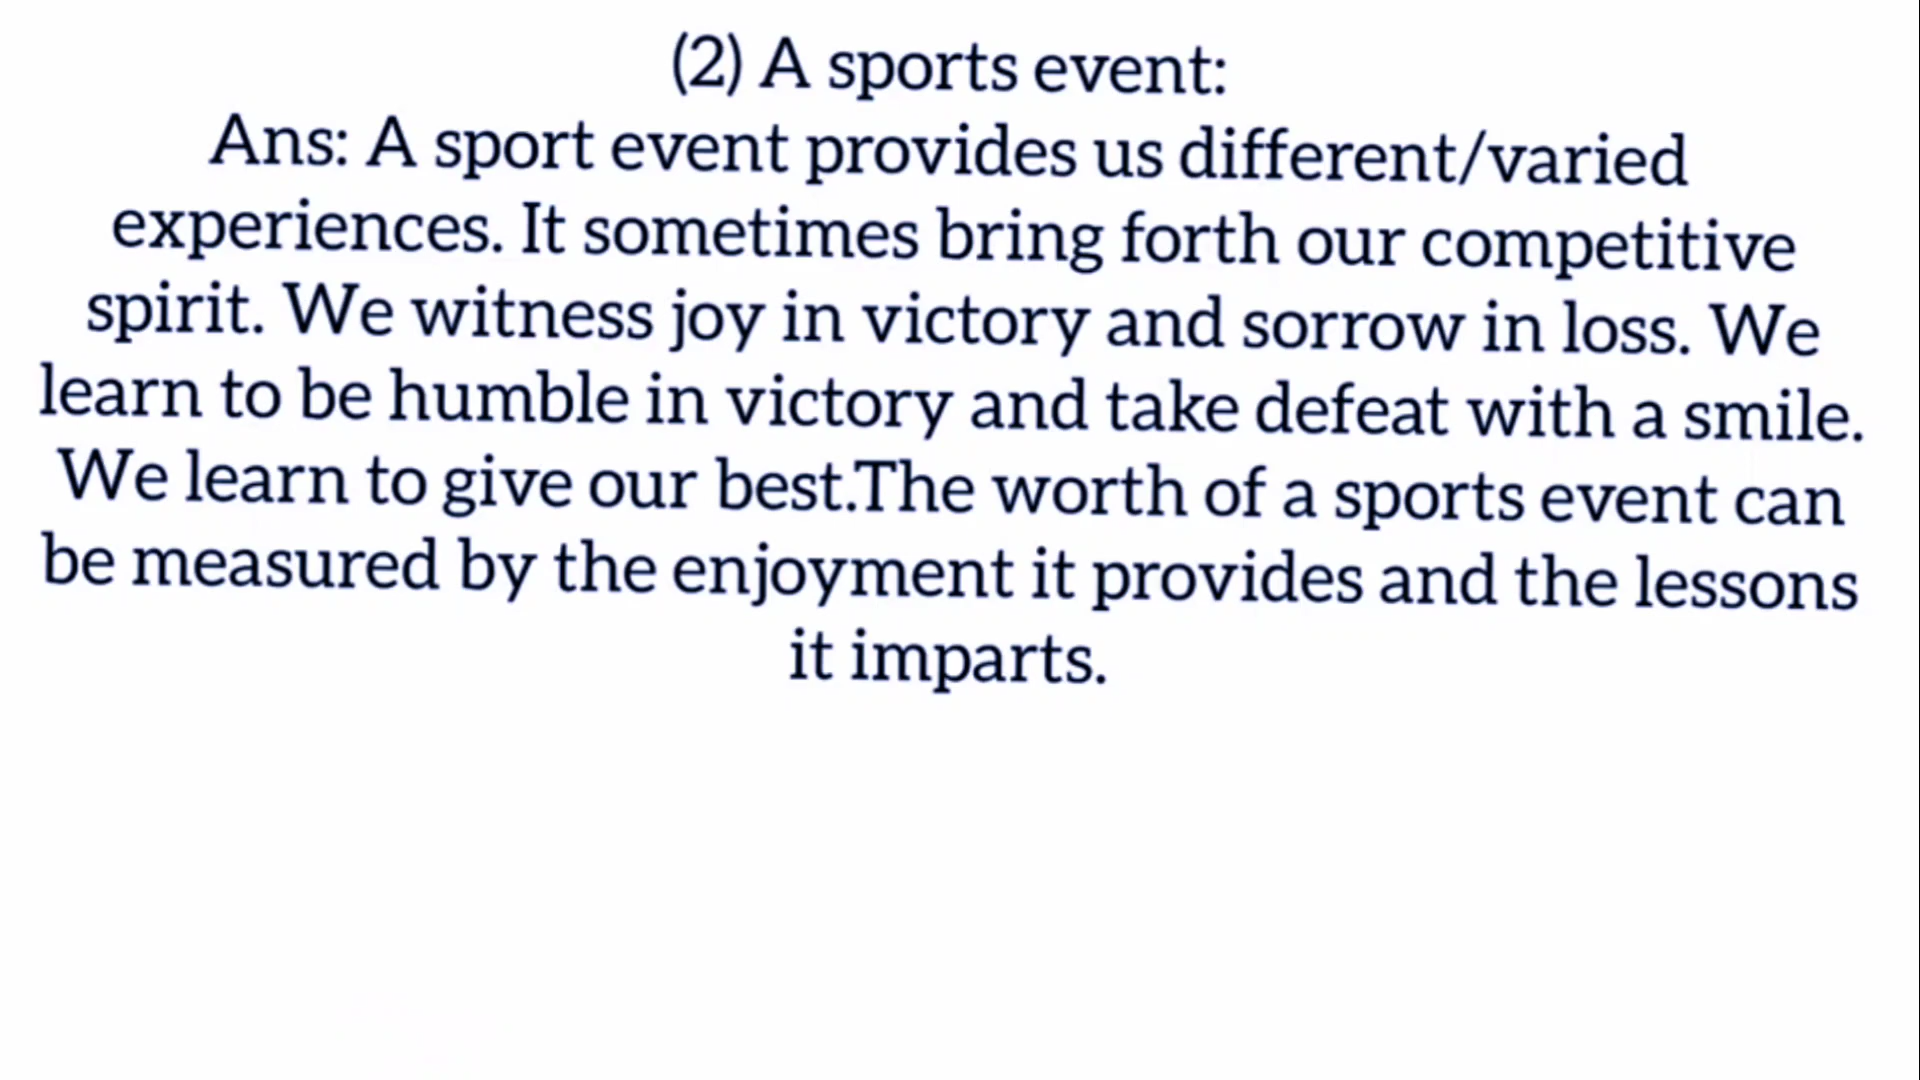 (2) A sports event:
Ans: A sport event provides us different/varied
experiences. It sometimes bring forth our competitive
spirit. We witness joy in victory and sorrow in loss. We
learn to be humble in victory and take defeat with a smile.
We learn to give our best.The worth of a sports event can
be measured by the enjoyment it provides and the lessons
it imparts.